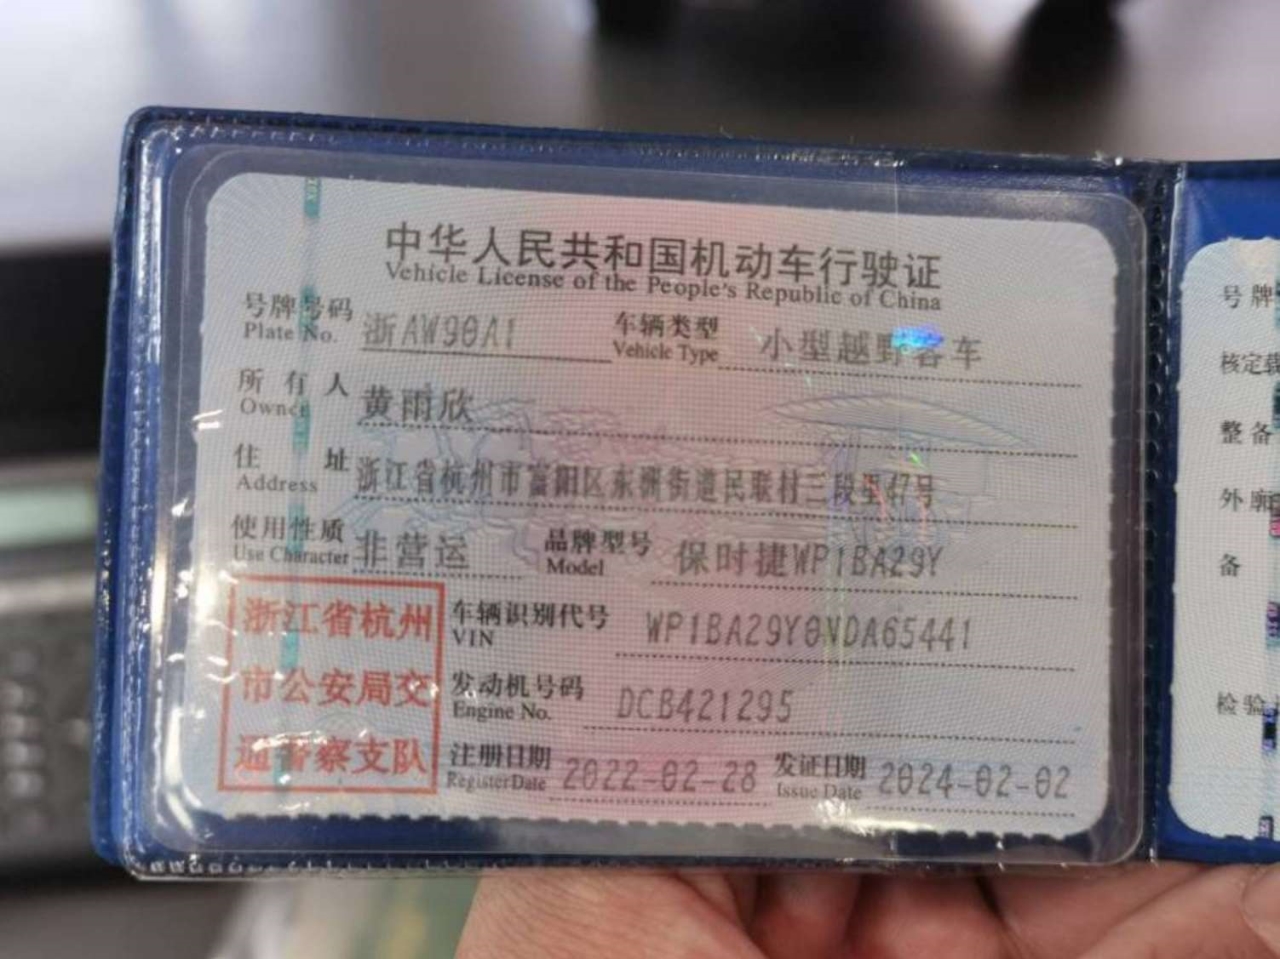 中华人民共和国机动车行驶证
Vehicle License of the People's Republic of China
号牌号码 浙AW90A1 车辆类型 小型越野客车
Plate No. Vehicle Type
所有人 黄雨欣
Owner
住址 浙江省杭州市富阳区东洲街道民联村三段里47号
Address
使用性质 非营运 品牌型号 保时捷WP1BA29Y
Use Character Model
浙江省杭州
市公安局交
通警察支队
车辆识别代号 WP1BA29Y0NDA65441
VIN
发动机号码 DCB421295
Engine No.
注册日期 2022-02-28 发证日期 2024-02-02
Register Date Issue Date
号牌
核定载
整备
外廓
备
检验